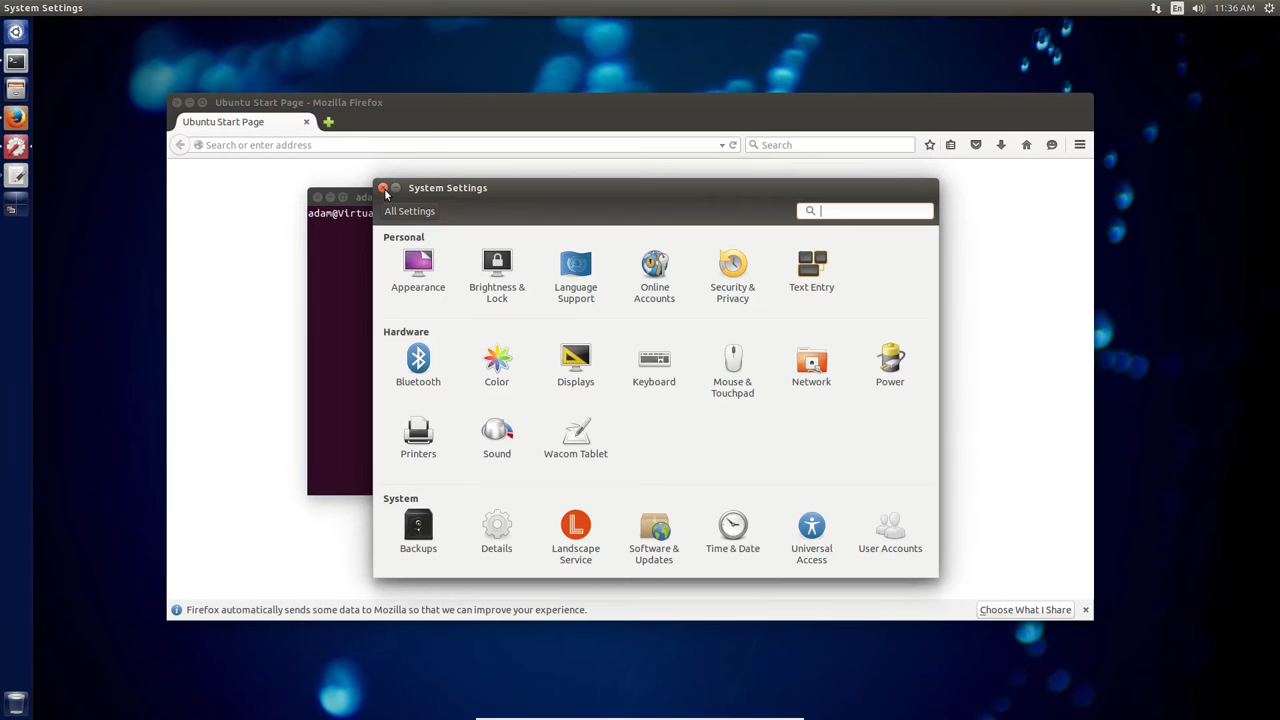 System Settings
En
11:36 AM
Ubuntu Start Page - Mozilla Firefox
Ubuntu Start Page
Search or enter address
Search
System Settings
All Settings
adam@Virtua
Personal
Appearance
Brightness &
Lock
Language
Support
Online
Accounts
Security &
Privacy
Text Entry
Hardware
Bluetooth
Color
Displays
Keyboard
Mouse &
Touchpad
Network
Power
Printers
Sound
Wacom Tablet
System
Backups
Details
Landscape
Service
Software &
Updates
Time & Date
Universal
Access
User Accounts
Firefox automatically sends some data to Mozilla so that we can improve your experience.
Choose What I Share